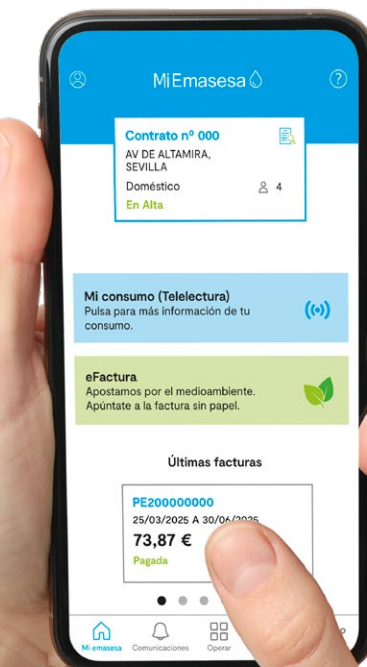 MiEmasesa
?
Contrato nº 000
AV DE ALTAMIRA,
SEVILLA
Doméstico 4
En Alta
Mi consumo (Telelectura)
Pulsa para más información de tu
consumo.
eFactura
Apostamos por el medioambiente.
Apúntate a la factura sin papel.
Últimas facturas
PE200000000
25/03/2025 A 30/06/2025
73,87 €
Pagada
Mi emasesa Comunicaciones Operar